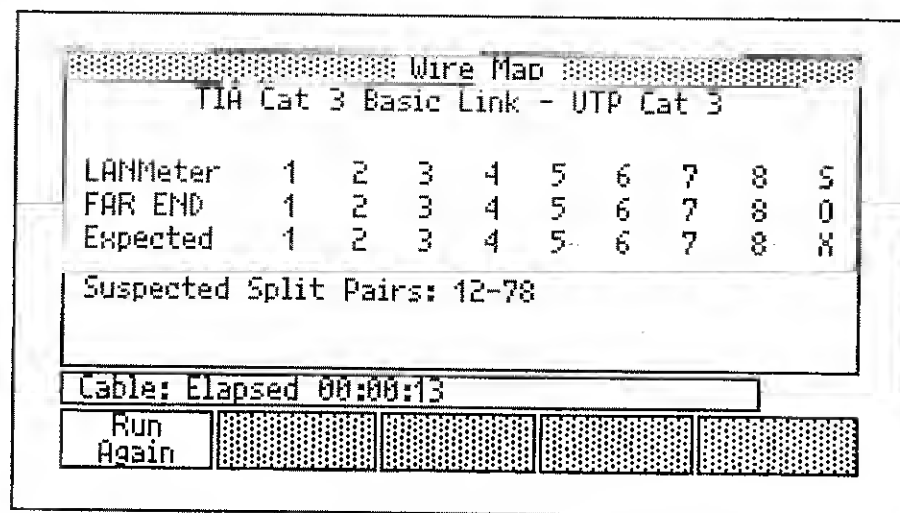 Wire Map
TIA Cat 3 Basic Link - UTP Cat 3
LANMeter 1 2 3 4 5 6 7 8 S
FAR END 1 2 3 4 5 6 7 8 O
Expected 1 2 3 4 5 6 7 8 X
Suspected Split Pairs: 12-78
Cable: Elapsed 00:00:13
Run
Again